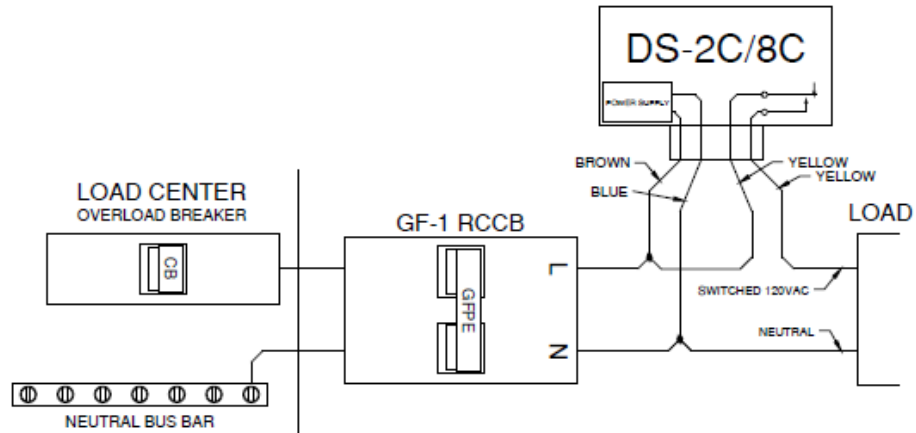 DS-2C/8C
POWER SUPPLY
BROWN
BLUE
YELLOW
YELLOW
LOAD CENTER
OVERLOAD BREAKER
CB
GF-1 RCCB
GFPE
L
N
LOAD
SWITCHED 120VAC
NEUTRAL
NEUTRAL BUS BAR